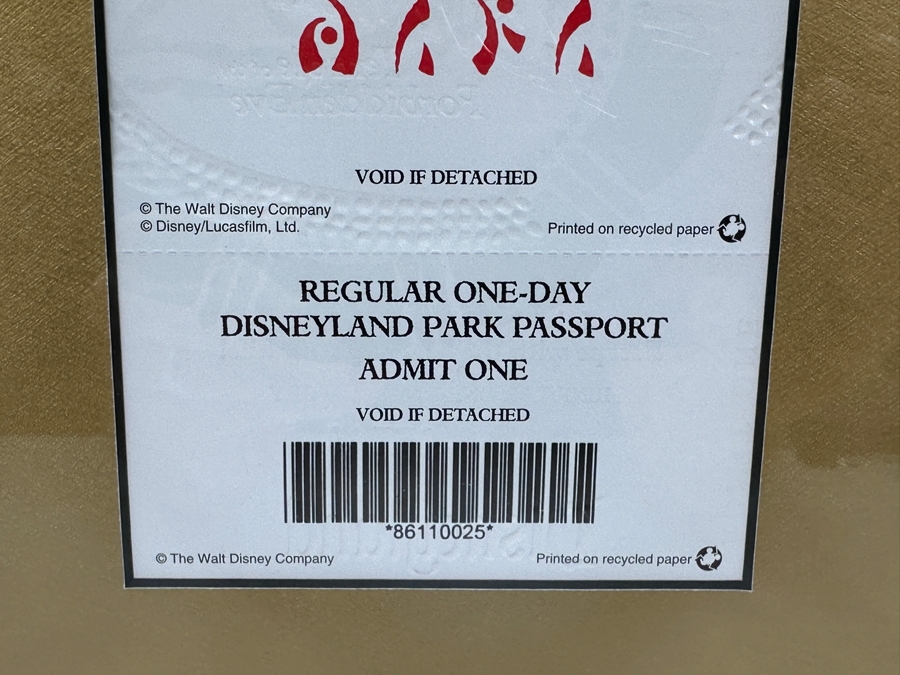 VOID IF DETACHED
© The Walt Disney Company
© Disney/Lucasfilm, Ltd.
Printed on recycled paper
REGULAR ONE-DAY
DISNEYLAND PARK PASSPORT
ADMIT ONE
VOID IF DETACHED
*86110025*
© The Walt Disney Company
Printed on recycled paper